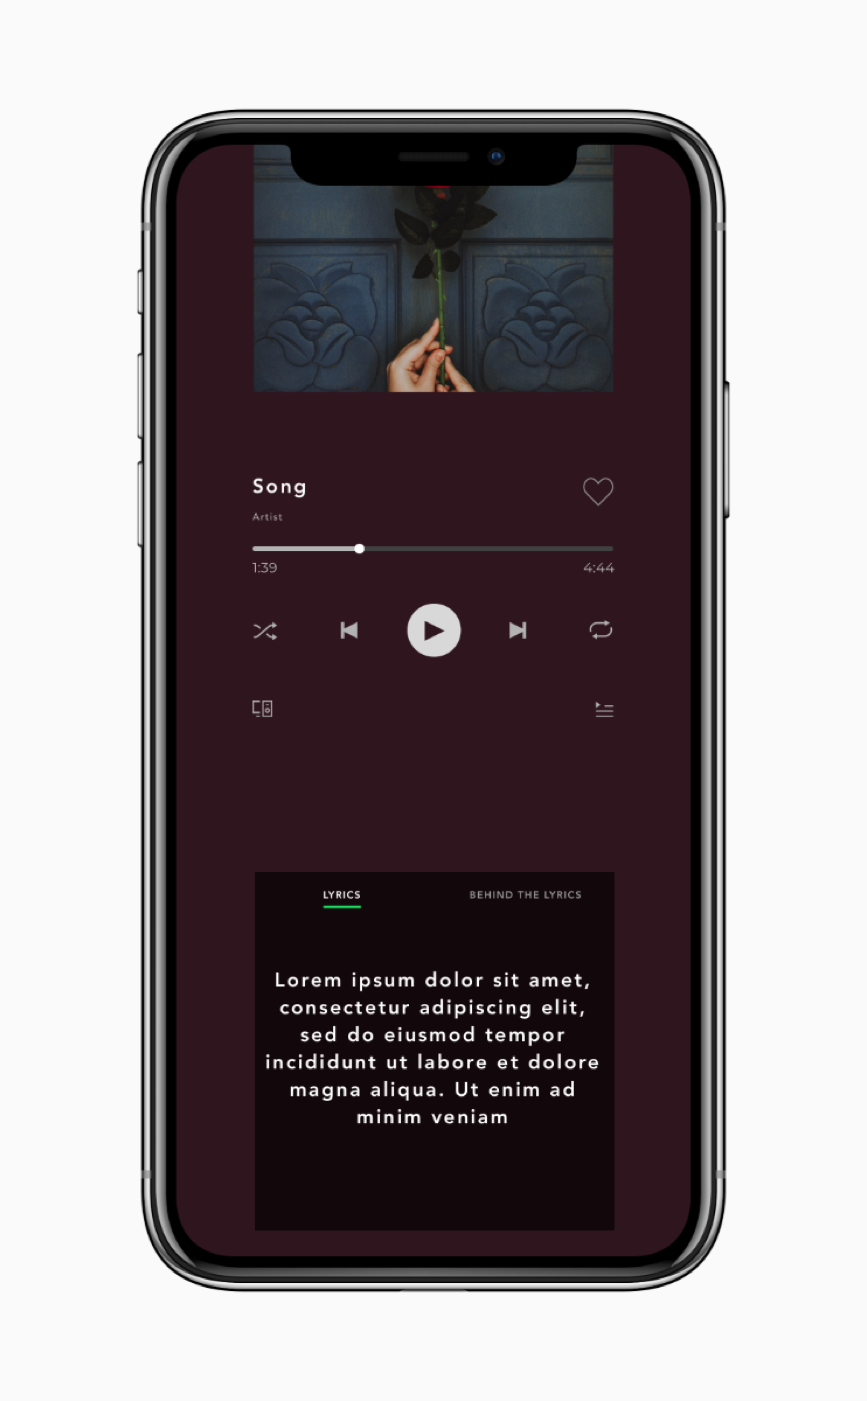 Song
Artist
1:39 4:44
LYRICS BEHIND THE LYRICS
Lorem ipsum dolor sit amet,
consectetur adipiscing elit,
sed do eiusmod tempor
incididunt ut labore et dolore
magna aliqua. Ut enim ad
minim veniam